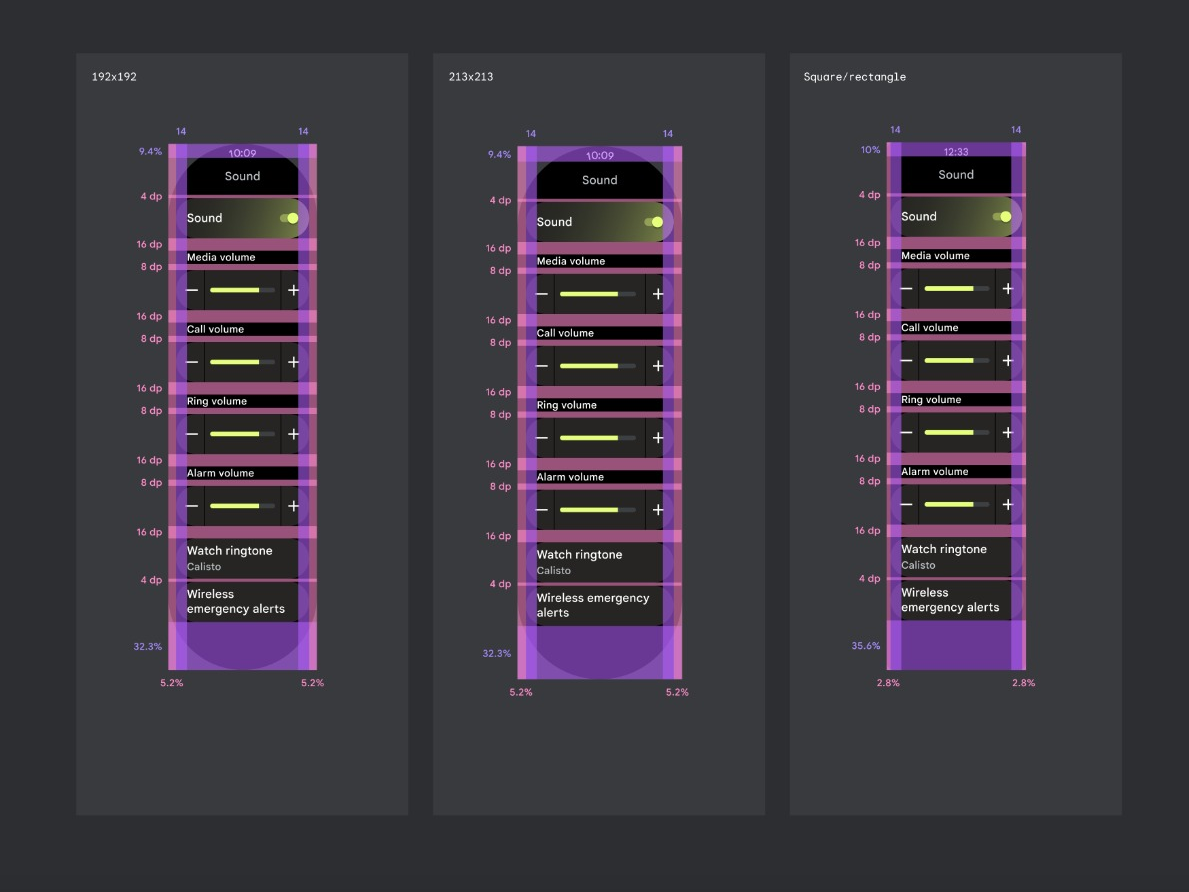 192x192
14 14
9.4%
10:09
Sound
4 dp
Sound
16 dp
Media volume
8 dp
16 dp
Call volume
8 dp
16 dp
Ring volume
8 dp
16 dp
Alarm volume
8 dp
16 dp
Watch ringtone
Calisto
4 dp
Wireless
emergency alerts
32.3%
5.2% 5.2%
213x213
14 14
9.4%
10:09
Sound
4 dp
Sound
16 dp
Media volume
8 dp
16 dp
Call volume
8 dp
16 dp
Ring volume
8 dp
16 dp
Alarm volume
8 dp
16 dp
Watch ringtone
Calisto
4 dp
Wireless emergency
alerts
32.3%
5.2% 5.2%
Square/rectangle
14 14
10%
12:33
Sound
4 dp
Sound
16 dp
Media volume
8 dp
16 dp
Call volume
8 dp
16 dp
Ring volume
8 dp
16 dp
Alarm volume
8 dp
16 dp
Watch ringtone
Calisto
4 dp
Wireless
emergency alerts
35.6%
2.8% 2.8%